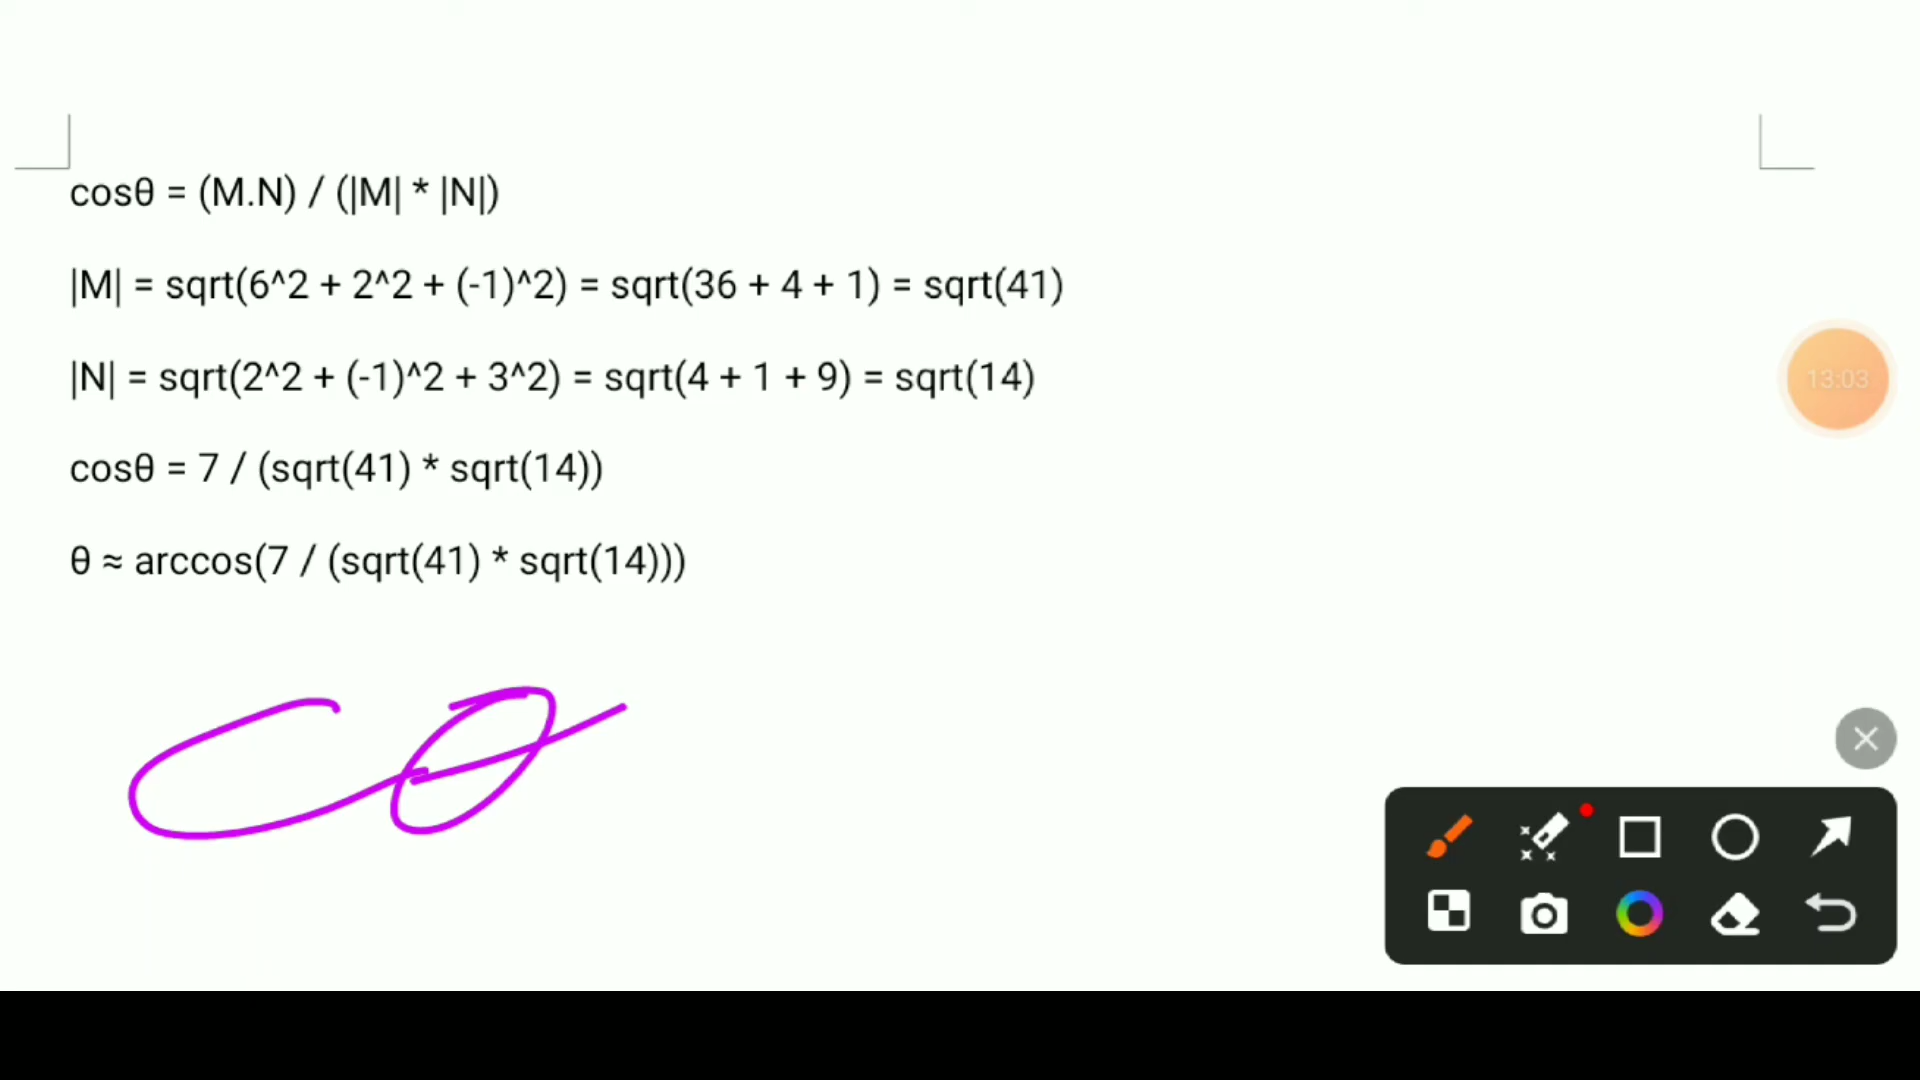 cosθ = (M.N) / (|M| * |N|)
|M| = sqrt(6^2 + 2^2 + (-1)^2) = sqrt(36 + 4 + 1) = sqrt(41)
|N| = sqrt(2^2 + (-1)^2 + 3^2) = sqrt(4 + 1 + 9) = sqrt(14)
13:03
cosθ = 7 / (sqrt(41) * sqrt(14))
θ ≈ arccos(7 / (sqrt(41) * sqrt(14)))